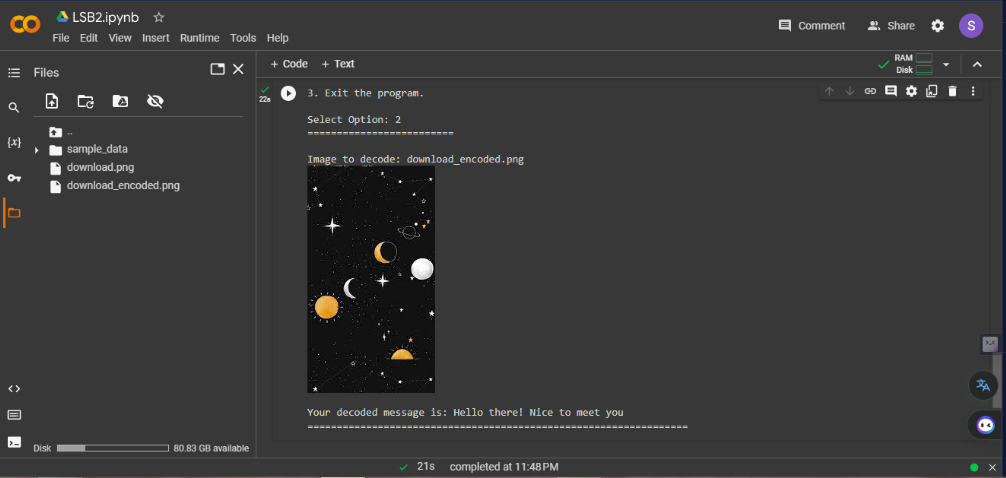 LSB2.ipynb
Comment
Share
S
File Edit View Insert Runtime Tools Help
Files
+ Code + Text
RAM
Disk
..
sample_data
download.png
download_encoded.png
{x}
22s
3. Exit the program.
Select Option: 2
=========================
Image to decode: download_encoded.png
Your decoded message is: Hello there! Nice to meet you
=================================================================
Disk
80.83 GB available
21s completed at 11:48 PM